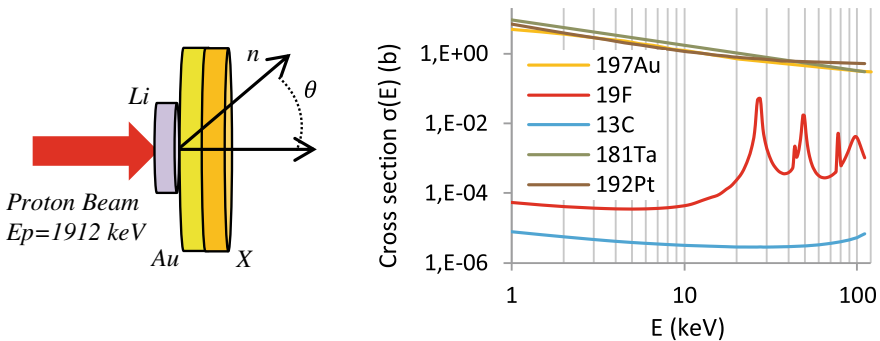 n
θ
Li
Proton Beam
Ep=1912 keV
Au
X
Cross section σ(E) (b)
1,E+00
1,E-02
1,E-04
1,E-06
197Au
19F
13C
181Ta
192Pt
1
10
100
E (keV)